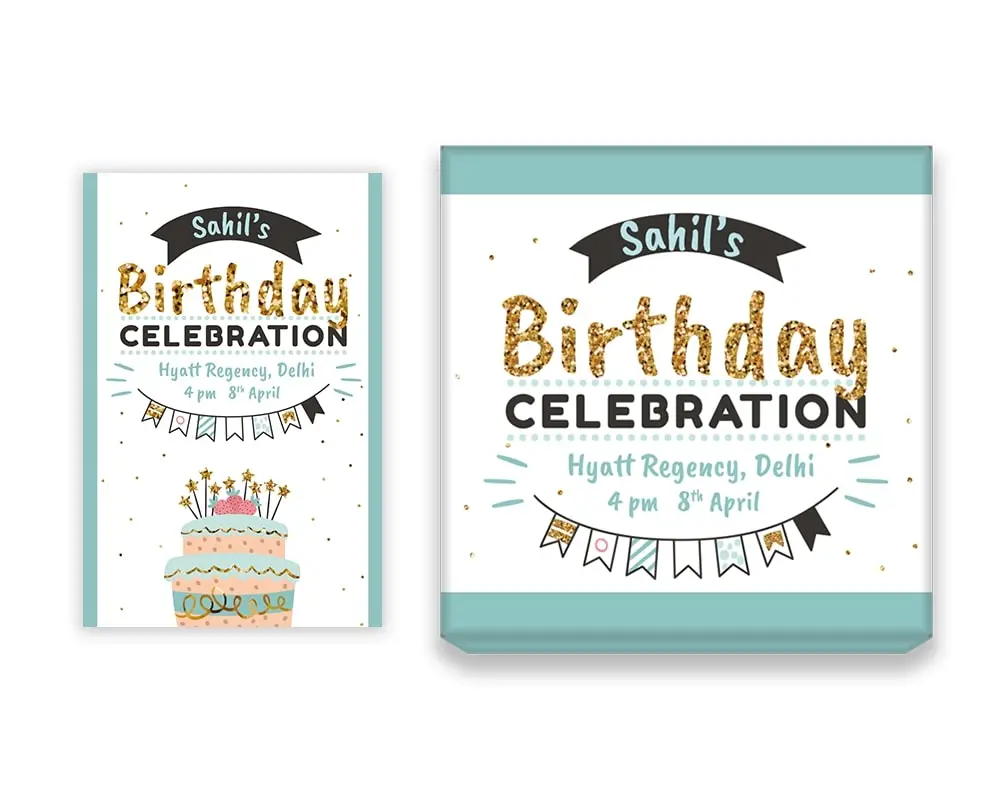 Sahil's
Birthday
CELEBRATION
Hyatt Regency, Delhi
4 pm 8th April
Sahil's
Birthday
CELEBRATION
Hyatt Regency, Delhi
4 pm 8th April